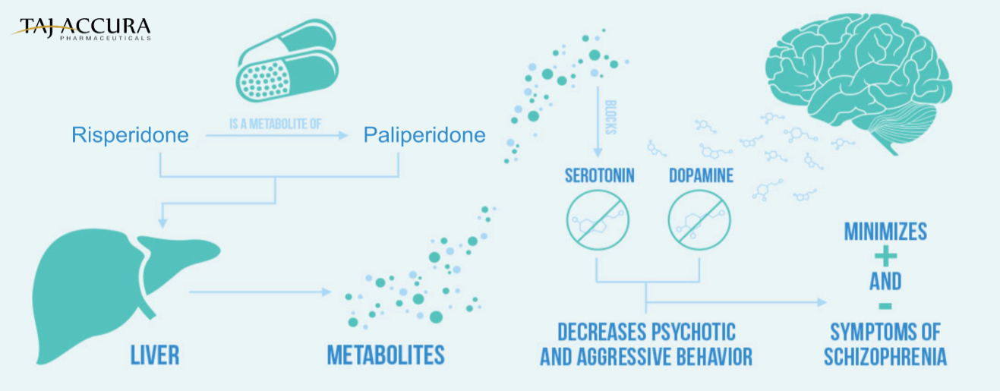 TAJ ACCURA
PHARMACEUTICALS
IS A METABOLITE OF
Risperidone
Paliperidone
LIVER
METABOLITES
BLOCKS
SEROTONIN
DOPAMINE
DECREASES PSYCHOTIC
AND AGGRESSIVE BEHAVIOR
MINIMIZES
+
AND
-
SYMPTOMS OF
SCHIZOPHRENIA